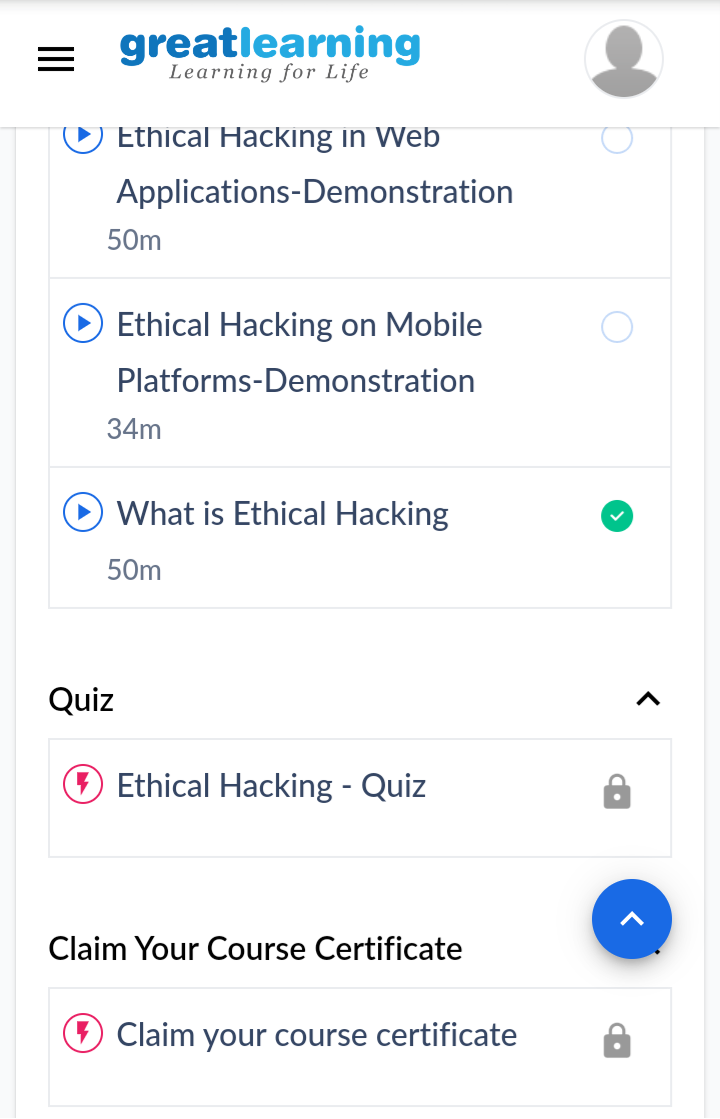 greatlearning
Learning for Life
Ethical Hacking in Web
Applications-Demonstration
50m
Ethical Hacking on Mobile
Platforms-Demonstration
34m
What is Ethical Hacking
50m
Quiz
Ethical Hacking - Quiz
Claim Your Course Certificate
Claim your course certificate